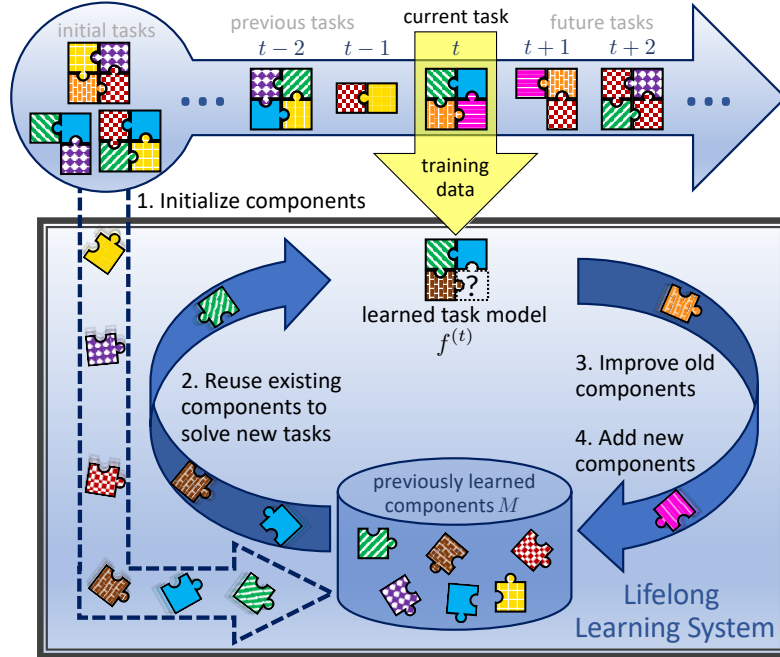 initial tasks
previous tasks
current task
future tasks
t − 2
t − 1
t
t + 1
t + 2
...
...
training
data
1. Initialize components
?
learned task model
f^(t)
2. Reuse existing
components to
solve new tasks
3. Improve old
components
4. Add new
components
previously learned
components M
Lifelong
Learning System